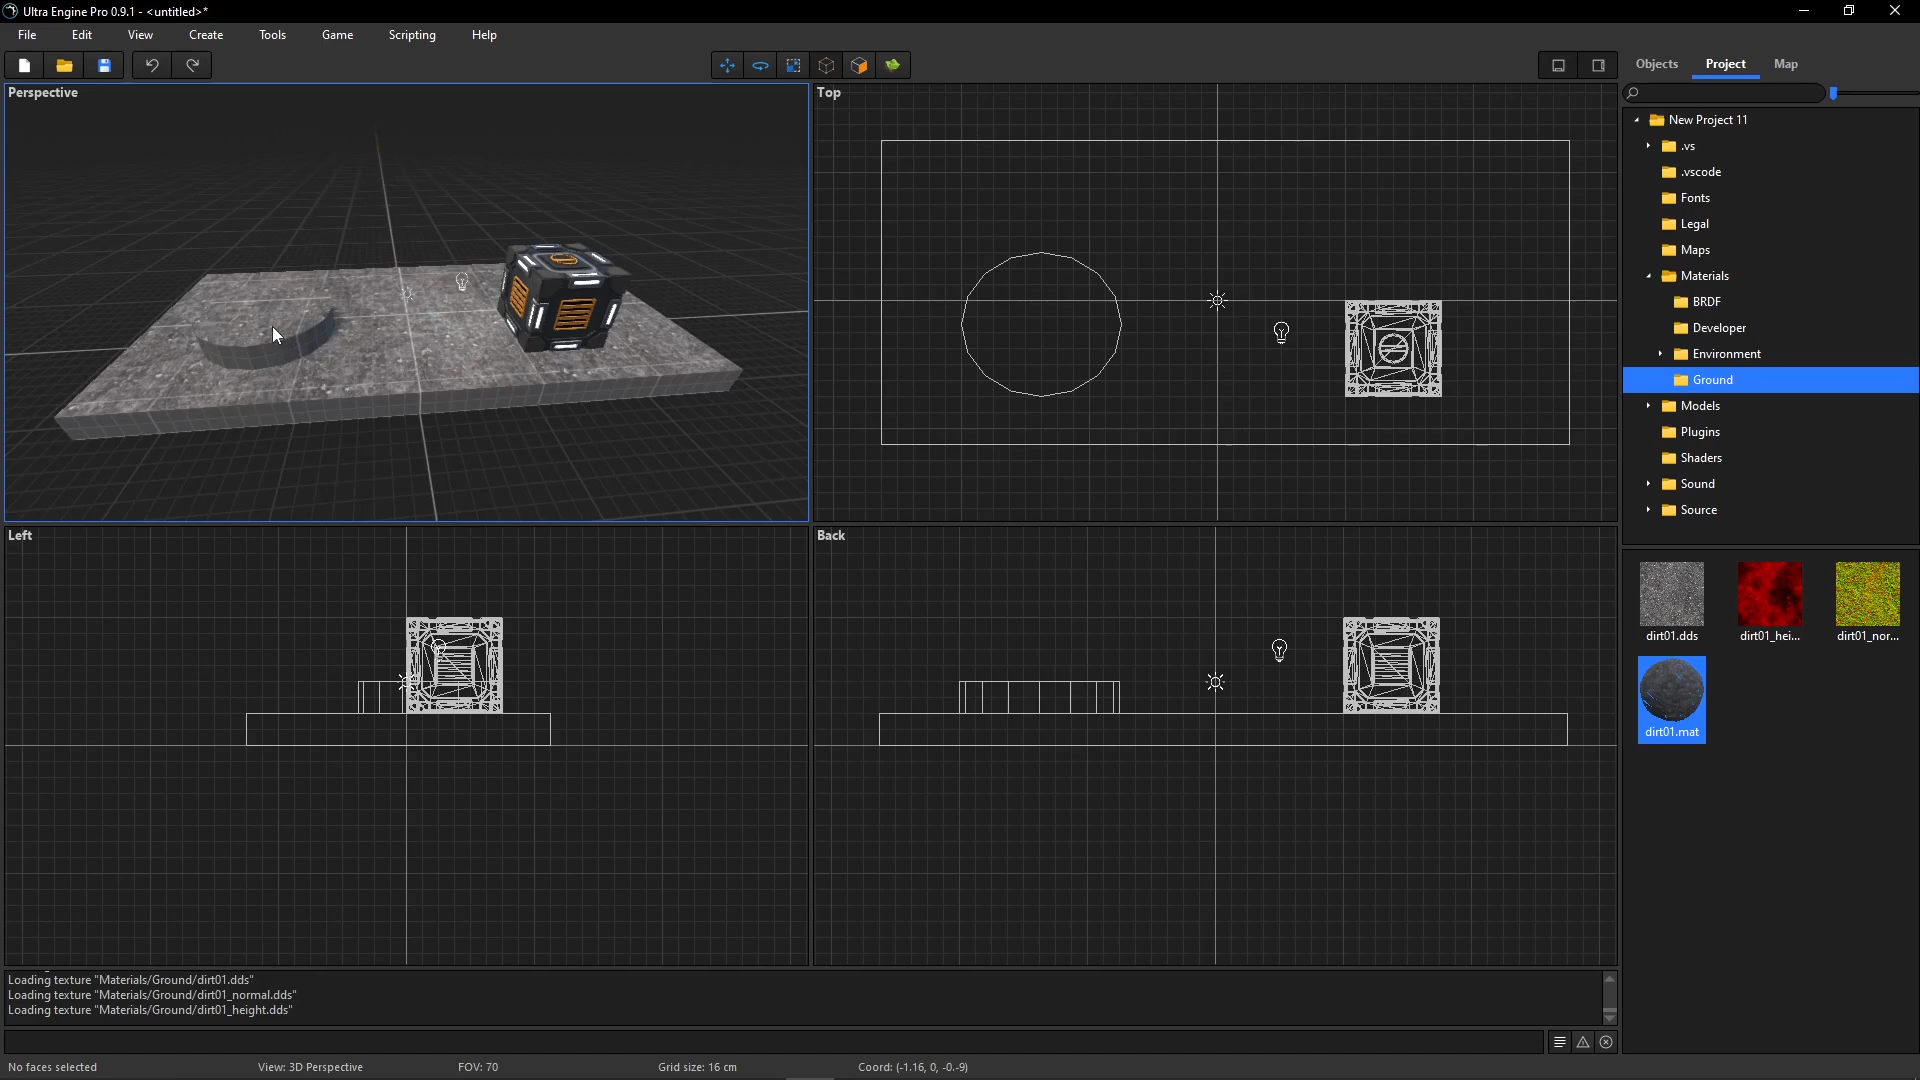 Ultra Engine Pro 0.9.1 - <untitled>*
File Edit View Create Tools Game Scripting Help
Objects Project Map
Perspective
Top
New Project 11
.vs
.vscode
Fonts
Legal
Maps
Materials
BRDF
Developer
Environment
Ground
Models
Plugins
Shaders
Sound
Source
Left
Back
dirt01.dds dirt01_hei... dirt01_nor...
dirt01.mat
Loading texture "Materials/Ground/dirt01.dds"
Loading texture "Materials/Ground/dirt01_normal.dds"
Loading texture "Materials/Ground/dirt01_height.dds"
No faces selected View: 3D Perspective FOV: 70 Grid size: 16 cm Coord: (-1.16, 0, -0.-9)